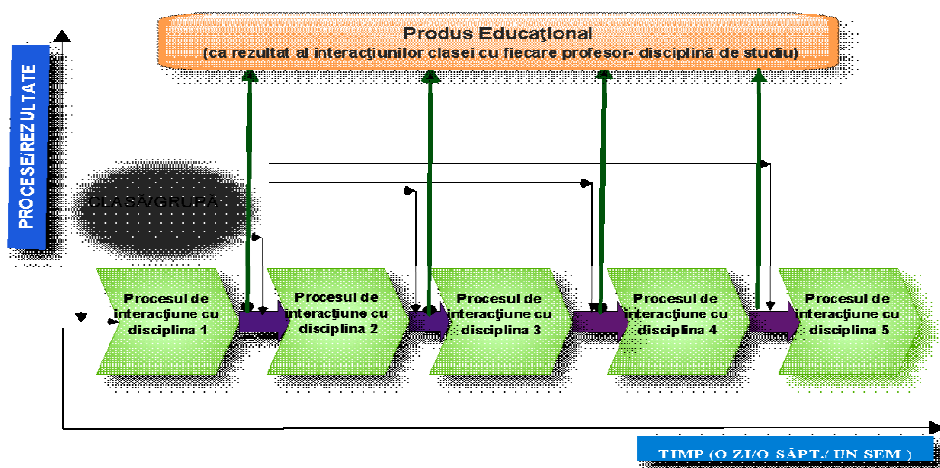 Produs Educaţional
(ca rezultat al interacţiunilor clasei cu fiecare profesor- disciplină de studiu)
PROCESE/REZULTATE
CLASĂ/GRUPĂ
Procesul de
interacţiune cu
disciplina 1
Procesul de
interacţiune cu
disciplina 2
Procesul de
interacţiune cu
disciplina 3
Procesul de
interacţiune cu
disciplina 4
Procesul de
interacţiune cu
disciplina 5
TIMP (O ZI/O SĂPT./ UN SEM.)